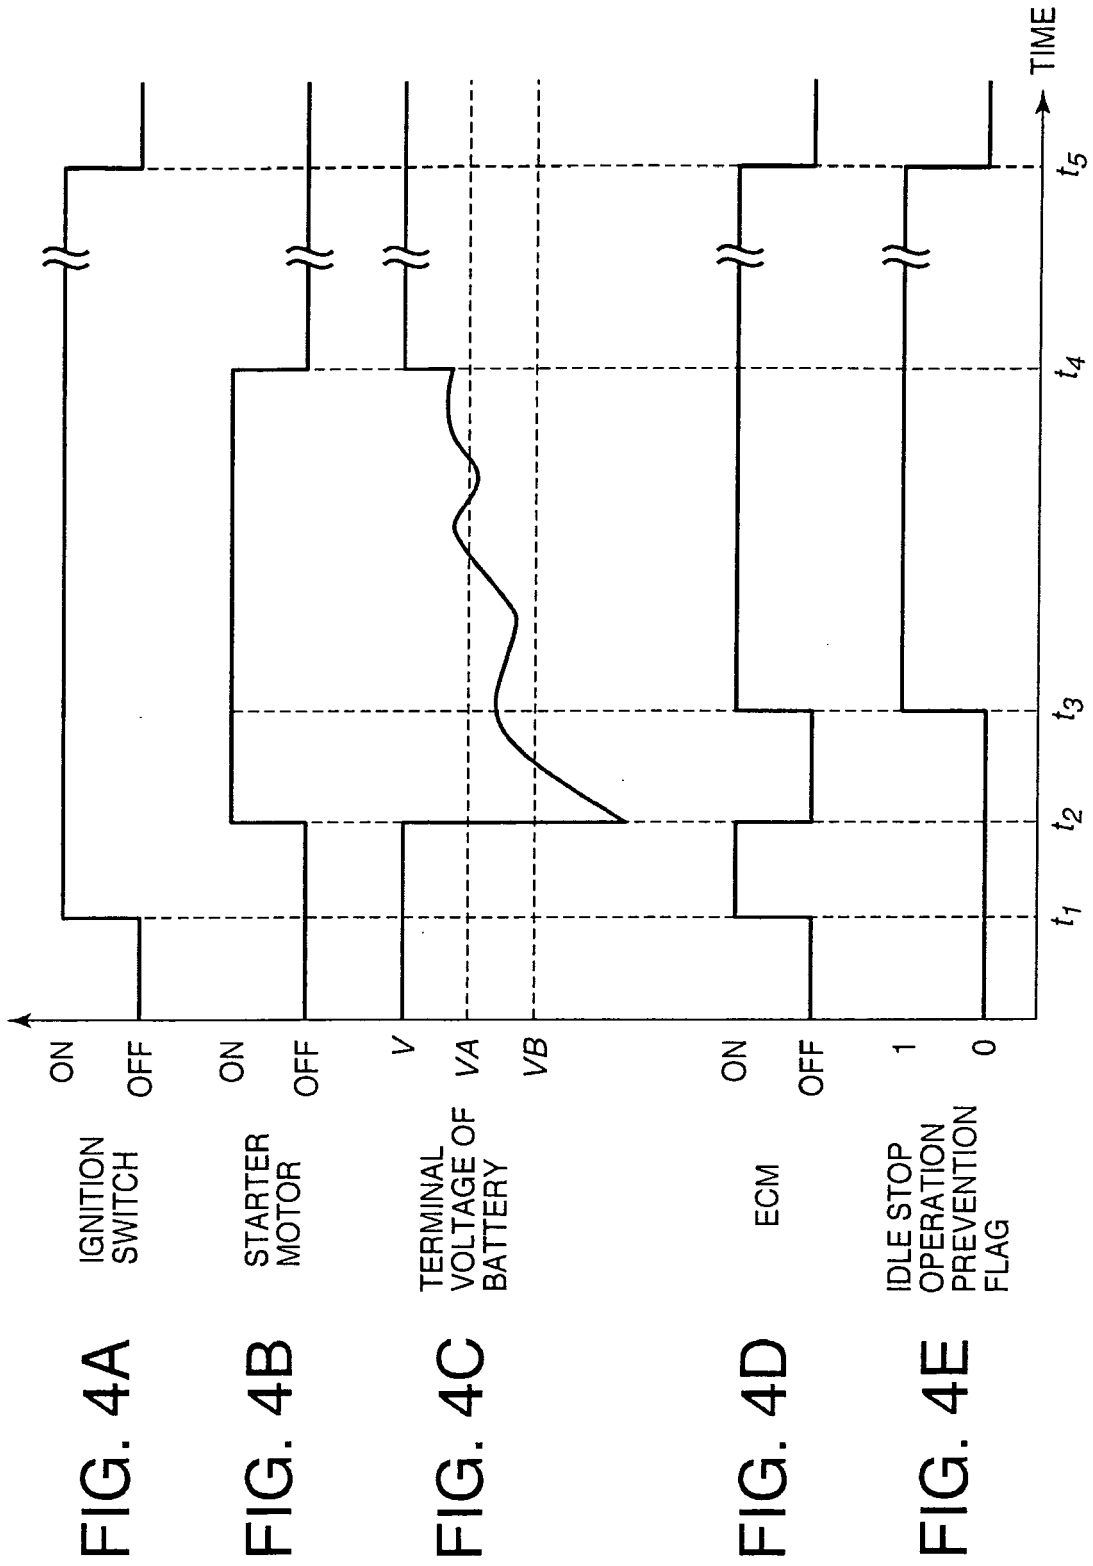 FIG. 4A
IGNITION
SWITCH
ON
OFF
FIG. 4B
STARTER
MOTOR
ON
OFF
FIG. 4C
TERMINAL
VOLTAGE OF
BATTERY
V
VA
VB
FIG. 4D
ECM
ON
OFF
FIG. 4E
IDLE STOP
OPERATION
PREVENTION
FLAG
1
0
t1
t2
t3
t4
t5
TIME